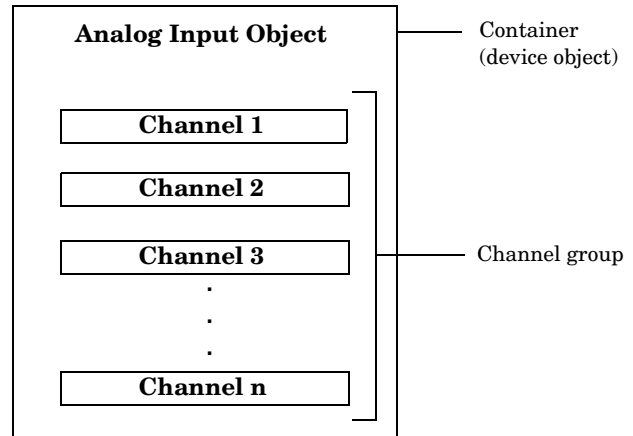 Analog Input Object
Container
(device object)
Channel 1
Channel 2
Channel 3
.
.
.
Channel group
Channel n